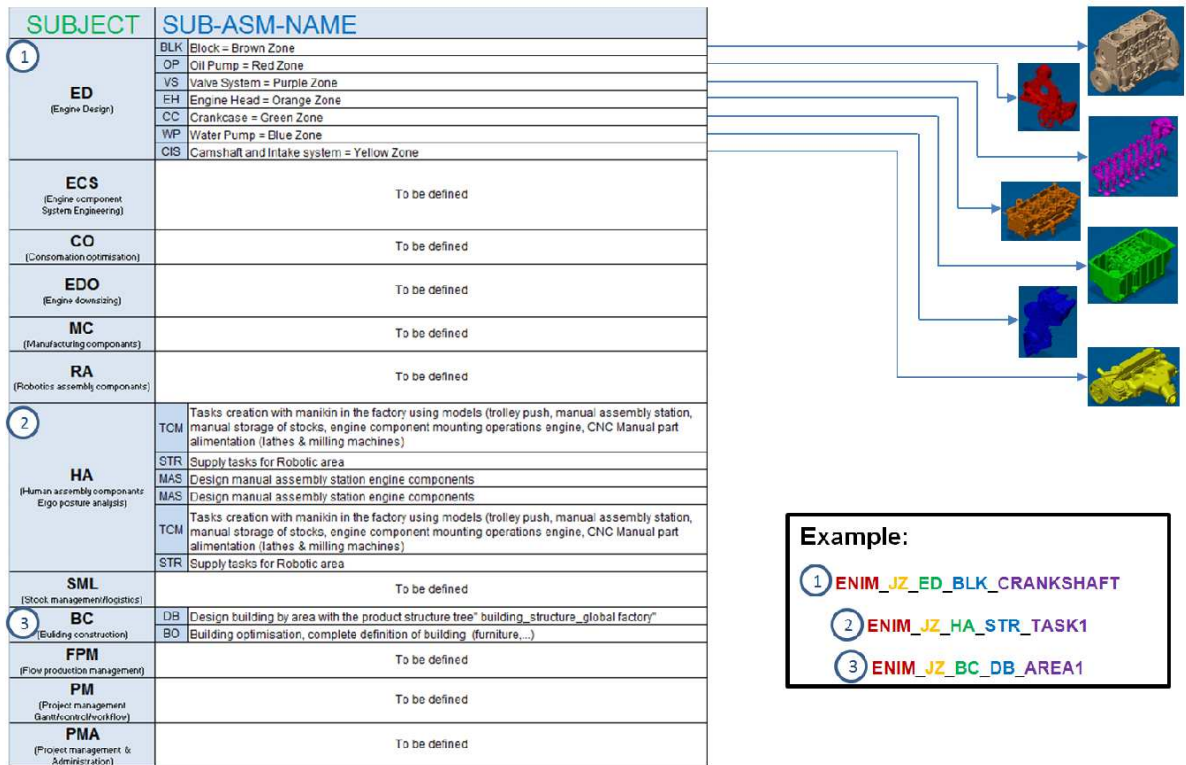 SUBJECT SUB-ASM-NAME
1
ED
(Engine Design)
BLK Block = Brown Zone
OP Oil Pump = Red Zone
VS Valve System = Purple Zone
EH Engine Head = Orange Zone
CC Crankcase = Green Zone
WP Water Pump = Blue Zone
CIS Camshaft and Intake system = Yellow Zone
ECS
(Engine component
System Engineering)
To be defined
CO
(Consomation optimisation)
To be defined
EDO
(Engine downsizing)
To be defined
MC
(Manufacturing components)
To be defined
RA
(Robotics assembly components)
To be defined
2
HA
(Human assembly components
Ergo posture analysis)
TCM
Tasks creation with manikin in the factory using models (trolley push, manual assembly station,
manual storage of stocks, engine component mounting operations engine, CNC Manual part
alimentation (lathes & milling machines)
STR Supply tasks for Robotic area
MAS Design manual assembly station engine components
MAS Design manual assembly station engine components
TCM
Tasks creation with manikin in the factory using models (trolley push, manual assembly station,
manual storage of stocks, engine component mounting operations engine, CNC Manual part
alimentation (lathes & milling machines)
STR Supply tasks for Robotic area
SML
(Stock management/logistics)
To be defined
3
BC
(Building construction)
DB Design building by area with the product structure tree" building_structure_global factory"
BO Building optimisation, complete definition of building (furniture,...)
FPM
(Flow production management)
To be defined
PM
(Project management
Gantt/control/workflow)
To be defined
PMA
(Project management &
Administration)
To be defined
Example:
1 ENIM_JZ_ED_BLK_CRANKSHAFT
2 ENIM_JZ_HA_STR_TASK1
3 ENIM_JZ_BC_DB_AREA1